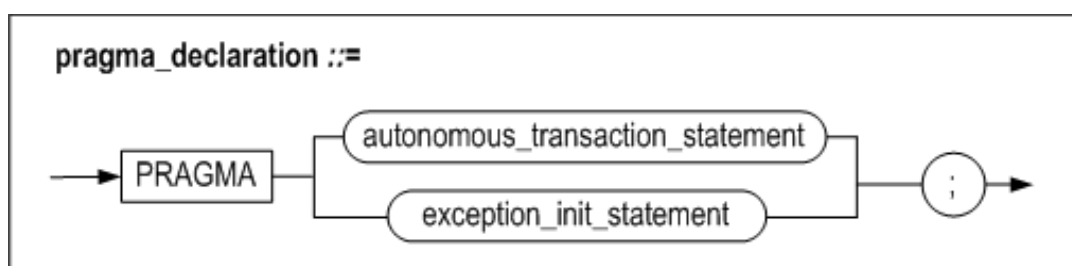 pragma_declaration ::=
autonomous_transaction_statement
PRAGMA
;
exception_init_statement